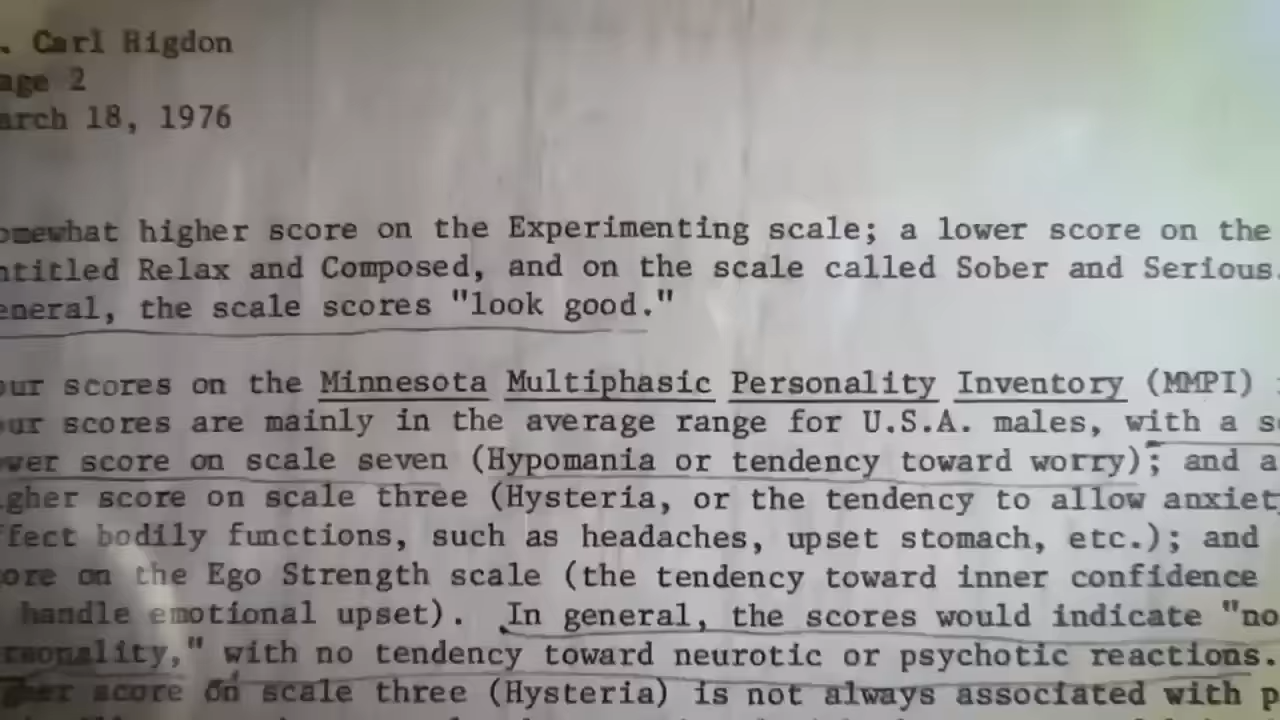 . Carl Higdon
age 2
arch 18, 1976
omewhat higher score on the Experimenting scale; a lower score on the
ntitled Relax and Composed, and on the scale called Sober and Serious.
eneral, the scale scores "look good."
our scores on the Minnesota Multiphasic Personality Inventory (MMPI)
our scores are mainly in the average range for U.S.A. males, with a s
wer score on scale seven (Hypomania or tendency toward worry); and a
gher score on scale three (Hysteria, or the tendency to allow anxiet
fect bodily functions, such as headaches, upset stomach, etc.); and
ore on the Ego Strength scale (the tendency toward inner confidence
handle emotional upset). In general, the scores would indicate "no
rsonality," with no tendency toward neurotic or psychotic reactions.
gher score on scale three (Hysteria) is not always associated with p